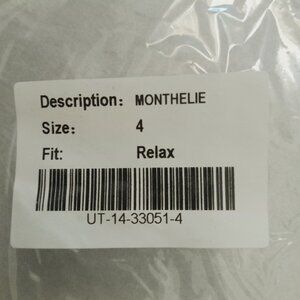 Description: MONTHELIE
Size: 4
Fit: Relax
UT-14-33051-4